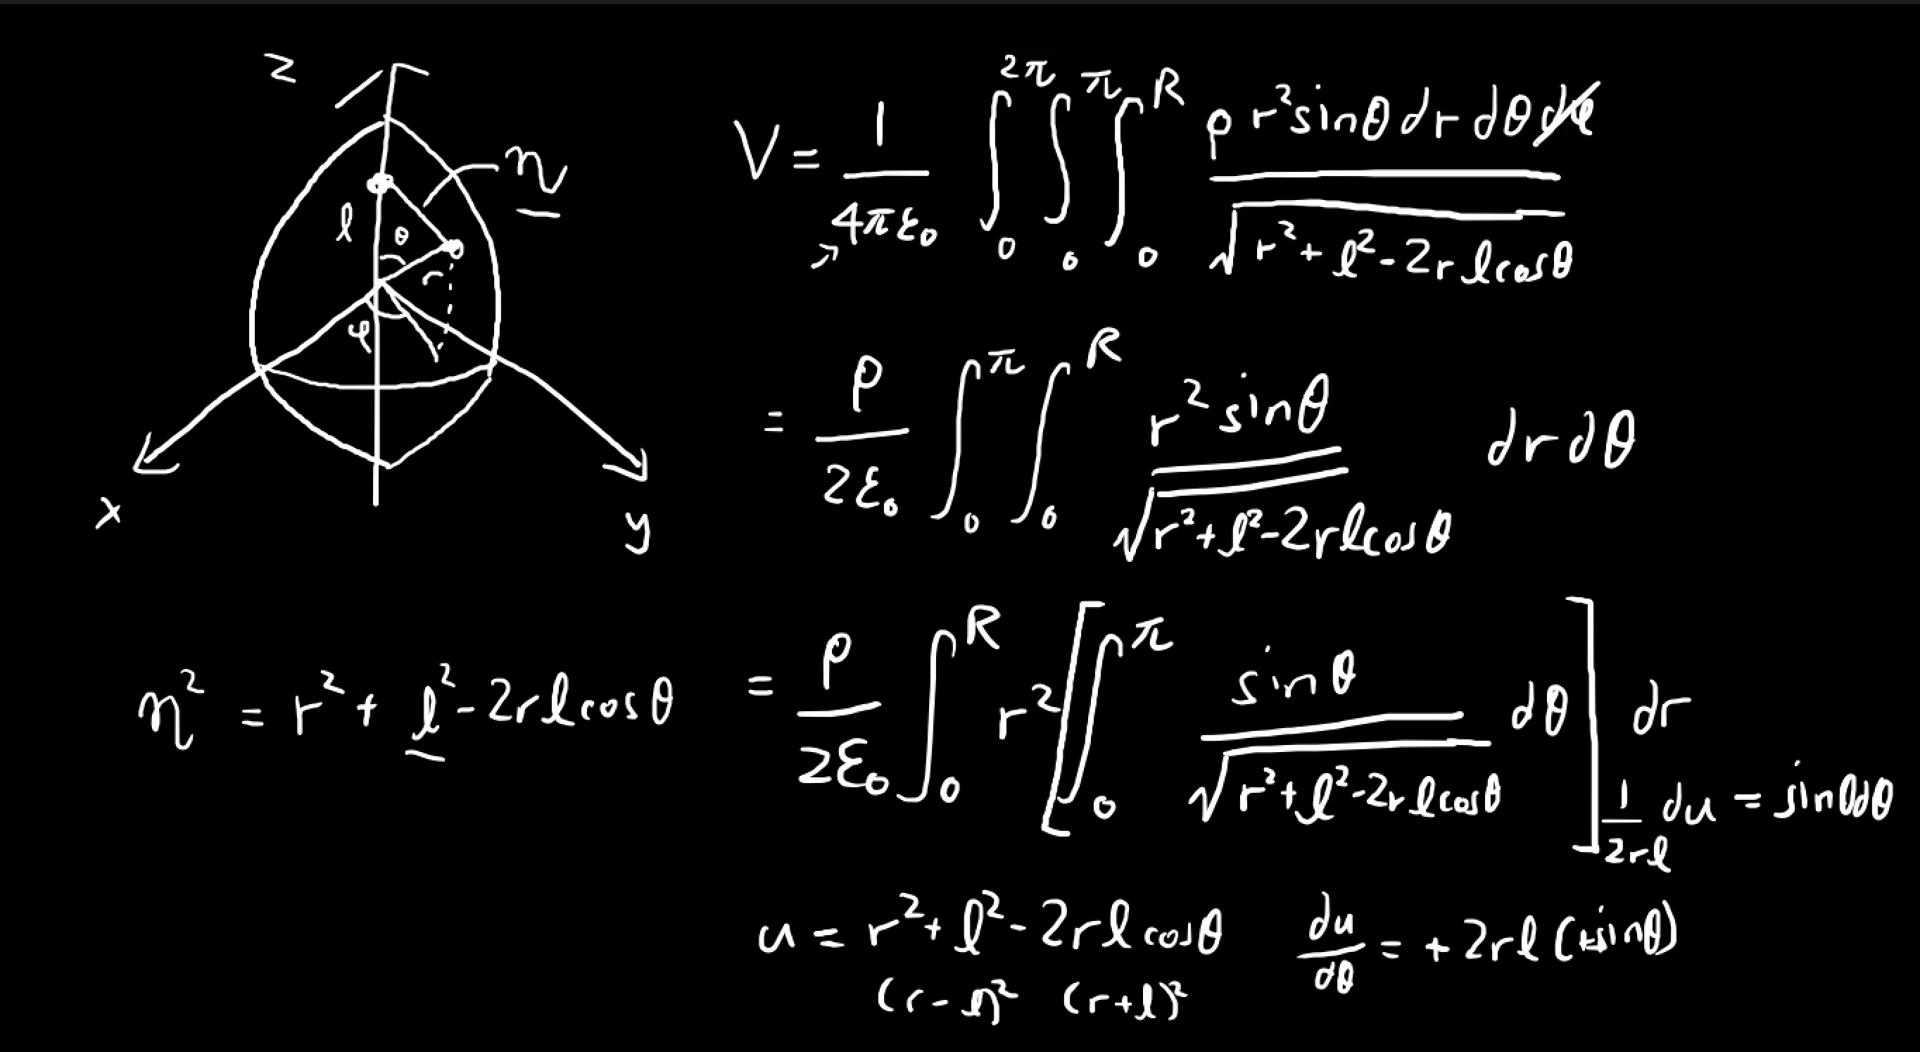 z
𝓇
l
θ
r
φ
x
y
V = 1/4πε₀ ∫₀^2π ∫₀^π ∫₀^R ρ r² sinθ dr dθ dφ / √(r² + l² - 2rl cosθ)
= ρ/2ε₀ ∫₀^π ∫₀^R r² sinθ / √(r² + l² - 2rl cosθ) dr dθ
𝓇² = r² + l² - 2rl cosθ
= ρ/2ε₀ ∫₀^R r² [ ∫₀^π sinθ / √(r² + l² - 2rl cosθ) dθ ] dr
1/2rl du = sinθ dθ
u = r² + l² - 2rl cosθ
du/dθ = + 2rl (+sinθ)
(r - l)² (r + l)²